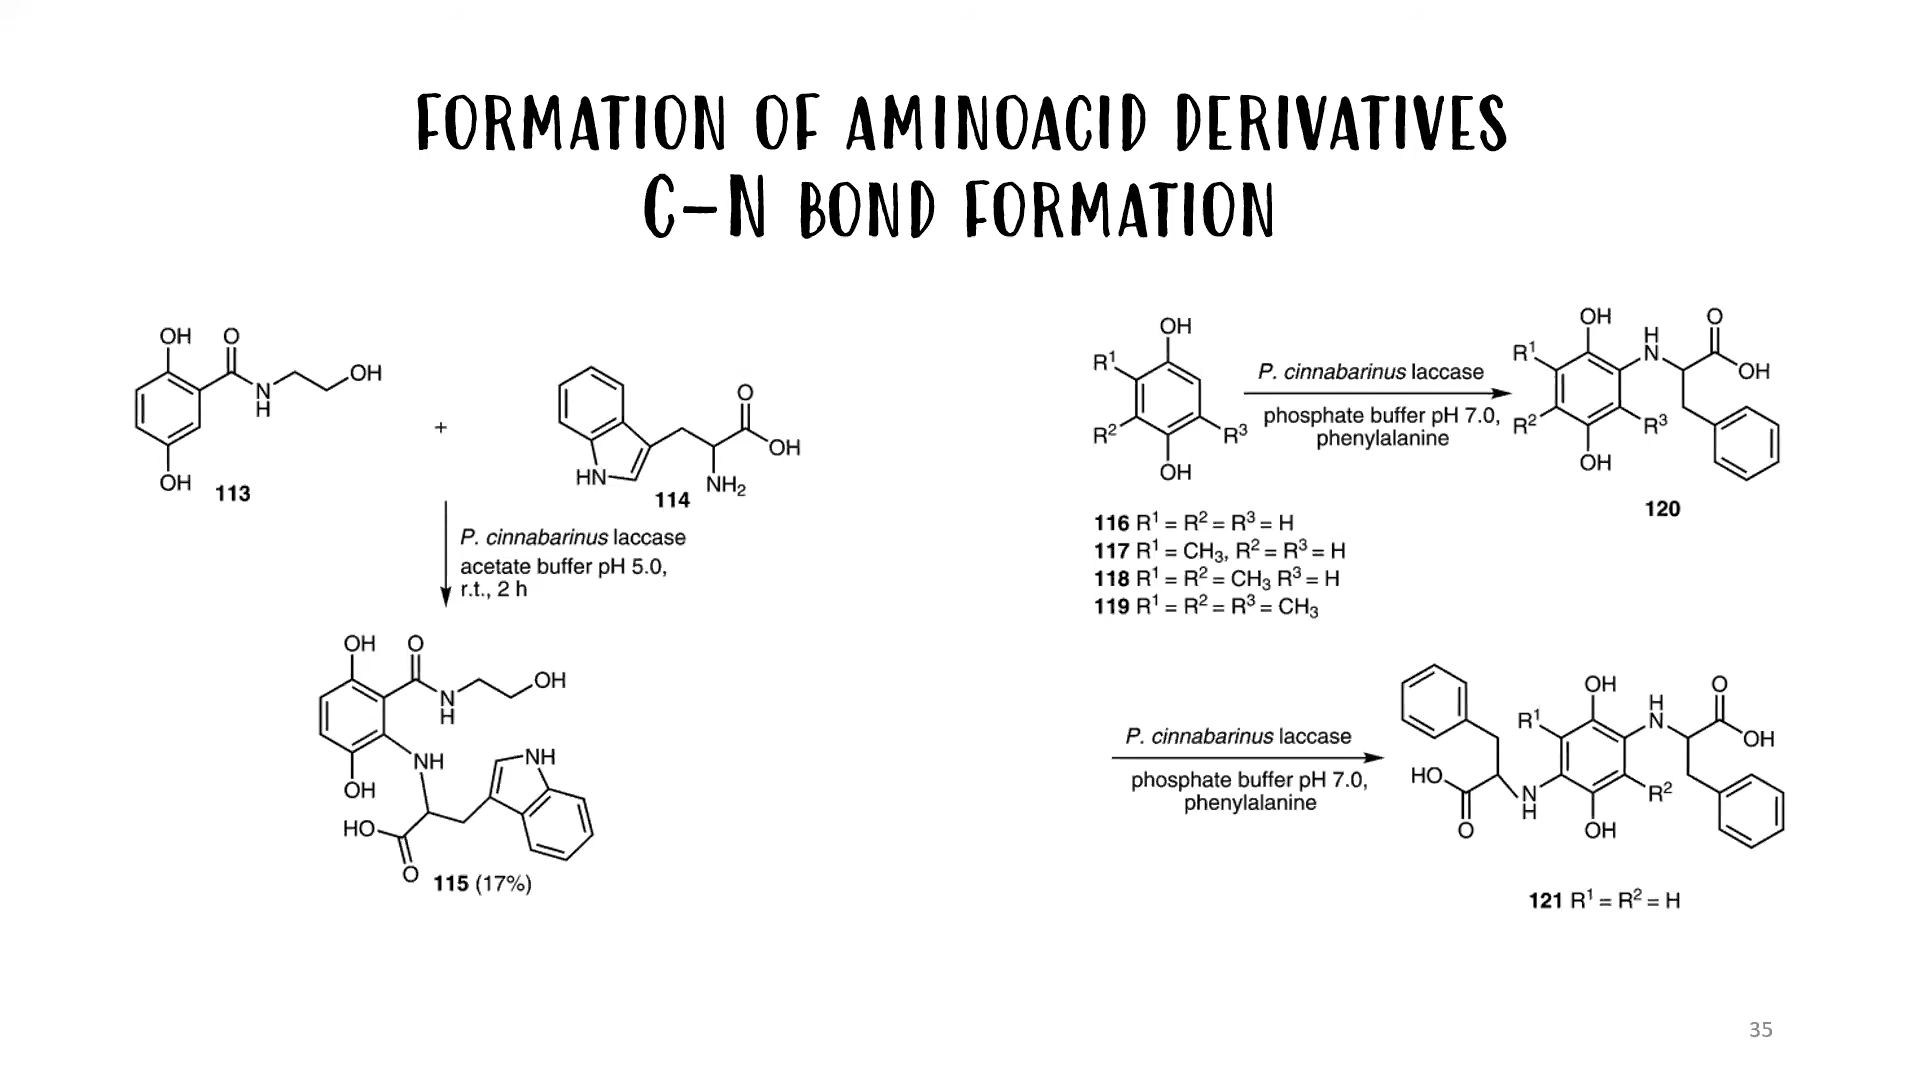 FORMATION OF AMINOACID DERIVATIVES
C–N BOND FORMATION
OH
O
N
H
OH
OH
113
+
O
OH
HN
NH2
114
P. cinnabarinus laccase
acetate buffer pH 5.0,
r.t., 2 h
OH
O
N
H
OH
NH
NH
OH
HO
O
115 (17%)
OH
R1
R2
R3
OH
P. cinnabarinus laccase
phosphate buffer pH 7.0,
phenylalanine
OH
H
N
O
OH
R1
R2
R3
OH
120
116 R1 = R2 = R3 = H
117 R1 = CH3, R2 = R3 = H
118 R1 = R2 = CH3 R3 = H
119 R1 = R2 = R3 = CH3
P. cinnabarinus laccase
phosphate buffer pH 7.0,
phenylalanine
OH
H
N
O
OH
R1
HO
O
N
H
R2
OH
121 R1 = R2 = H
35